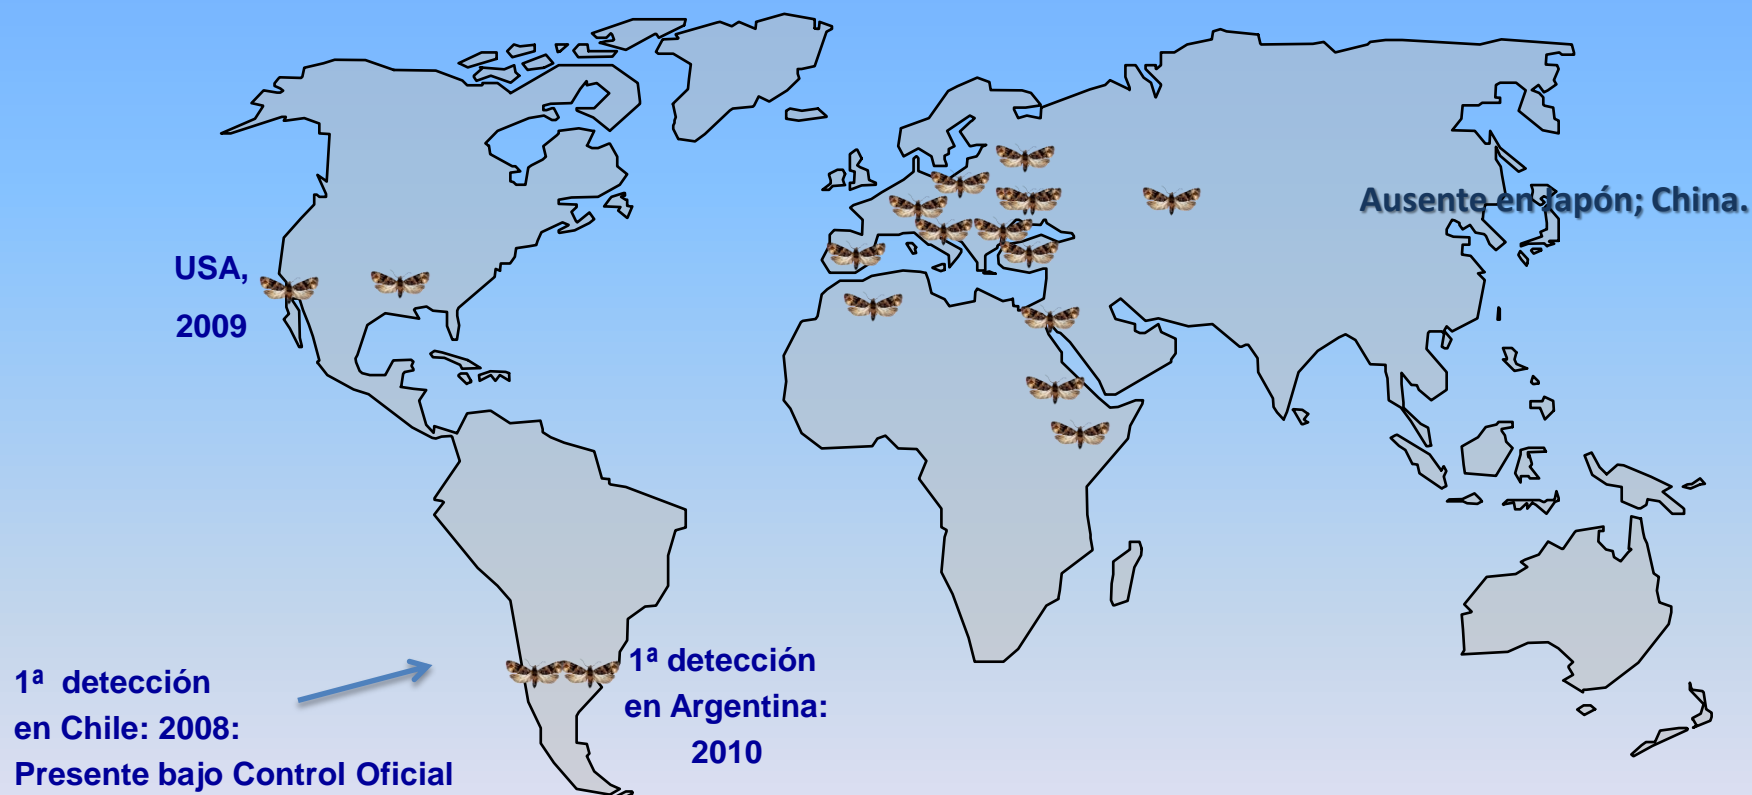 Ausente en Japón; China.
USA,
2009
1ª detección
en Argentina:
2010
1ª detección
en Chile: 2008:
Presente bajo Control Oficial